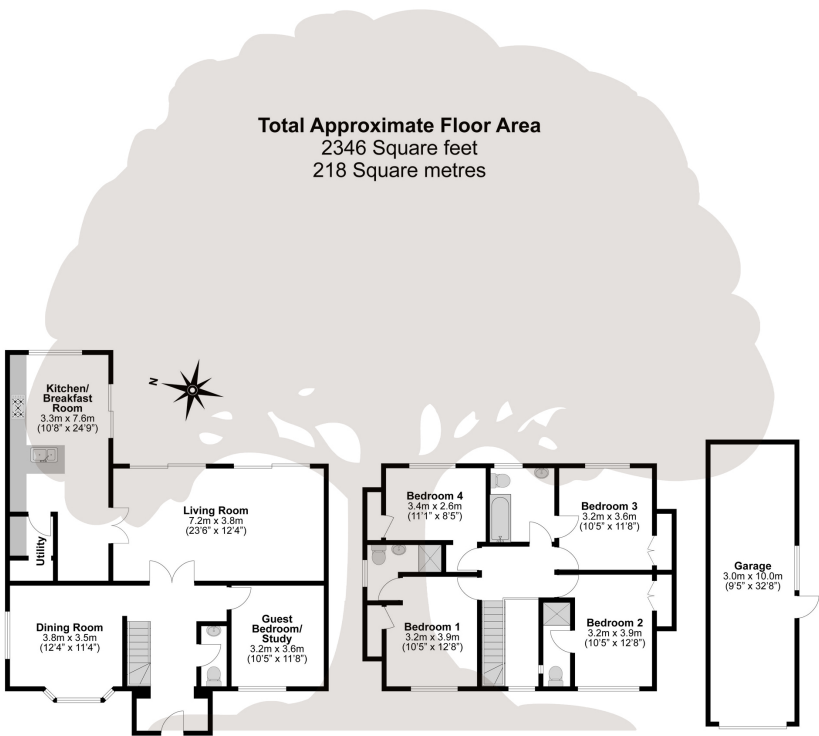 Total Approximate Floor Area
2346 Square feet
218 Square metres
Kitchen/
Breakfast
Room
3.3m x 7.6m
(10'8" x 24'9")
N
Living Room
7.2m x 3.8m
(23'6" x 12'4")
Utility
Dining Room
3.8m x 3.5m
(12'4" x 11'4")
Guest
Bedroom/
Study
3.2m x 3.6m
(10'5" x 11'8")
Bedroom 4
3.4m x 2.6m
(11'1" x 8'5")
Bedroom 3
3.2m x 3.6m
(10'5" x 11'8")
Bedroom 1
3.2m x 3.9m
(10'5" x 12'8")
Bedroom 2
3.2m x 3.9m
(10'5" x 12'8")
Garage
3.0m x 10.0m
(9'5" x 32'8")